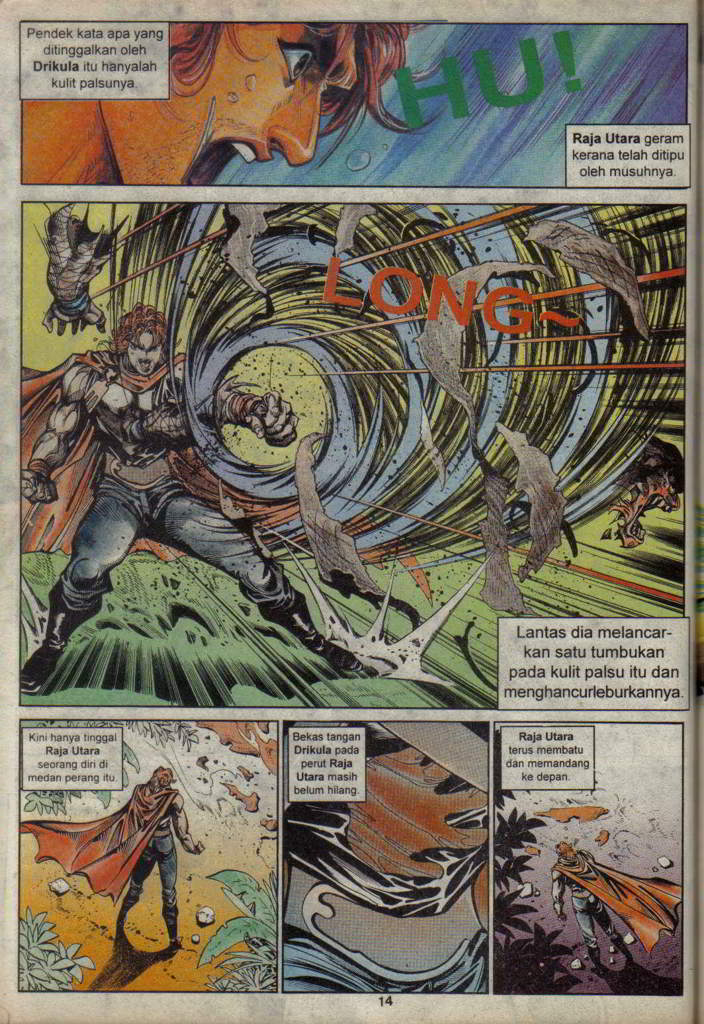 Pendek kata apa yang
ditinggalkan oleh
Drikula itu hanyalah
kulit palsunya.
HU!
Raja Utara geram
kerana telah ditipu
oleh musuhnya.
LONG~
Lantas dia melancar-
kan satu tumbukan
pada kulit palsu itu dan
menghancurleburkannya.
Kini hanya tinggal
Raja Utara
seorang diri di
medan perang itu.
Bekas tangan
Drikula pada
perut Raja
Utara masih
belum hilang.
Raja Utara
terus membatu
dan memandang
ke depan.
14